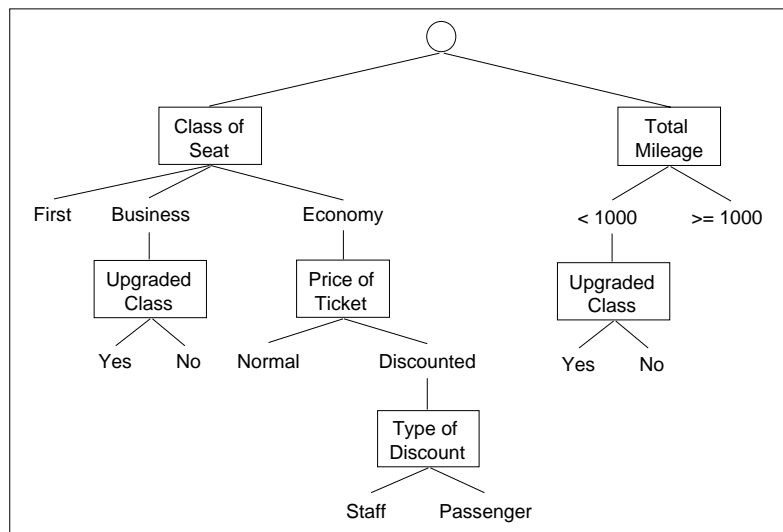 Class of
Seat
Total
Mileage
First
Business
Economy
< 1000
>= 1000
Upgraded
Class
Price of
Ticket
Upgraded
Class
Yes
No
Normal
Discounted
Yes
No
Type of
Discount
Staff
Passenger